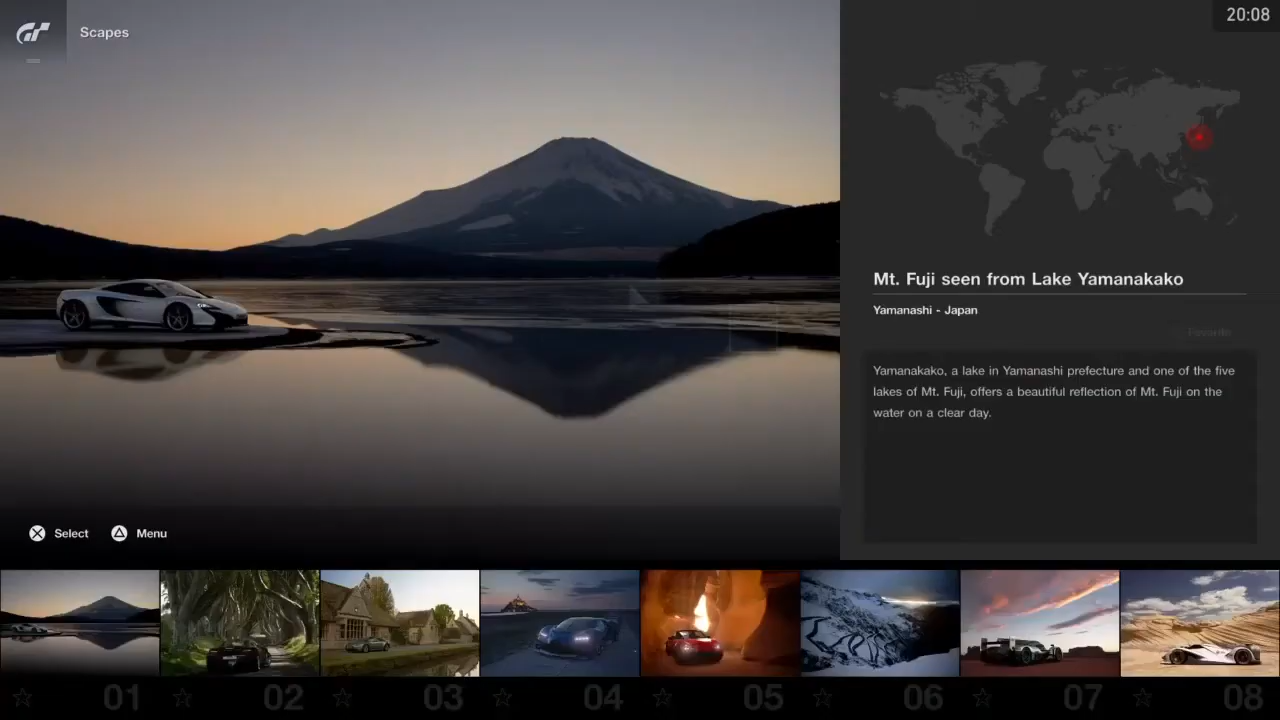 Scapes
20:08
Mt. Fuji seen from Lake Yamanakako
Yamanashi - Japan
Favorite
Yamanakako, a lake in Yamanashi prefecture and one of the five
lakes of Mt. Fuji, offers a beautiful reflection of Mt. Fuji on the
water on a clear day.
Select
Menu
01
02
03
04
05
06
07
08